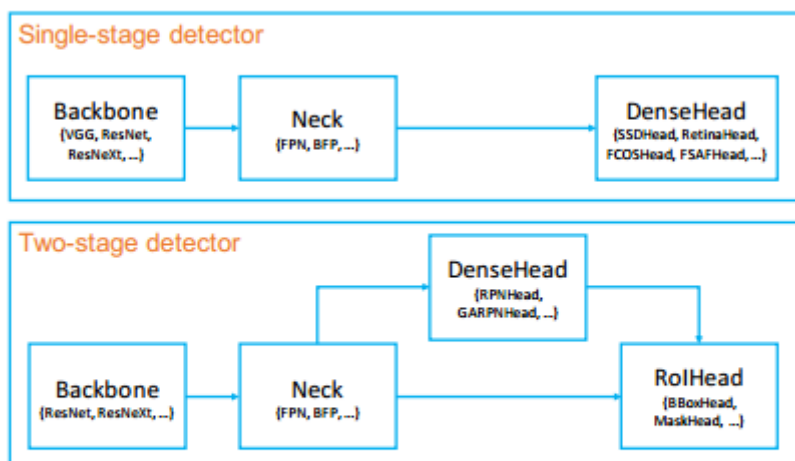 Single-stage detector
Backbone
{VGG, ResNet,
ResNeXt, ...}
Neck
{FPN, BFP, ...}
DenseHead
{SSDHead, RetinaHead,
FCOSHead, FSAFHead, ...}
Two-stage detector
DenseHead
{RPNHead,
GARPNHead, ...}
Backbone
{ResNet, ResNeXt, ...}
Neck
{FPN, BFP, ...}
RoIHead
{BBoxHead,
MaskHead, ...}